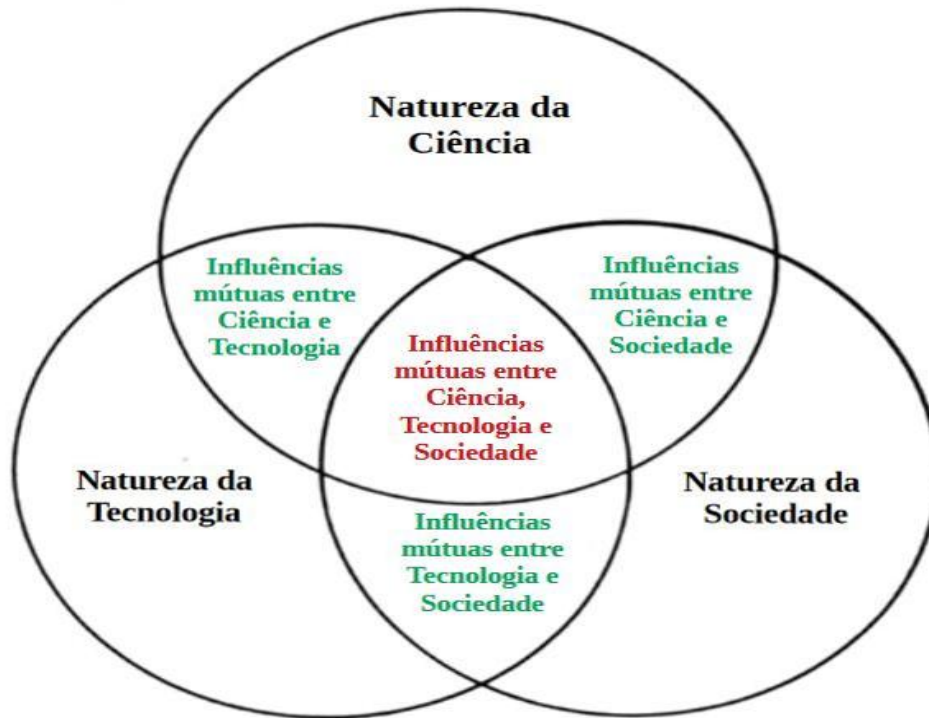 Natureza da
Ciência
Influências
mútuas entre
Ciência e
Tecnologia
Influências
mútuas entre
Ciência e
Sociedade
Influências
mútuas entre
Ciência,
Tecnologia e
Sociedade
Natureza da
Tecnologia
Natureza da
Sociedade
Influências
mútuas entre
Tecnologia e
Sociedade